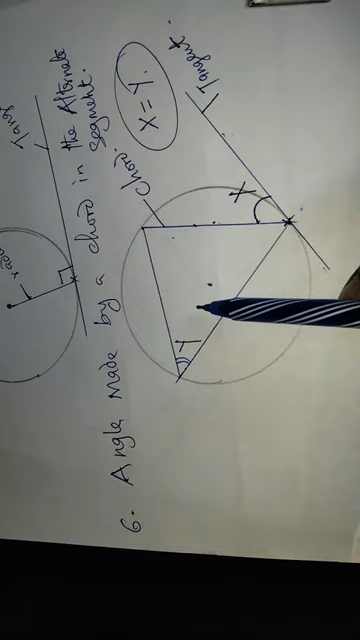 6. Angle Made by a chord in the Alternate
segment.
x = y.
Tangent
Chord
x
y